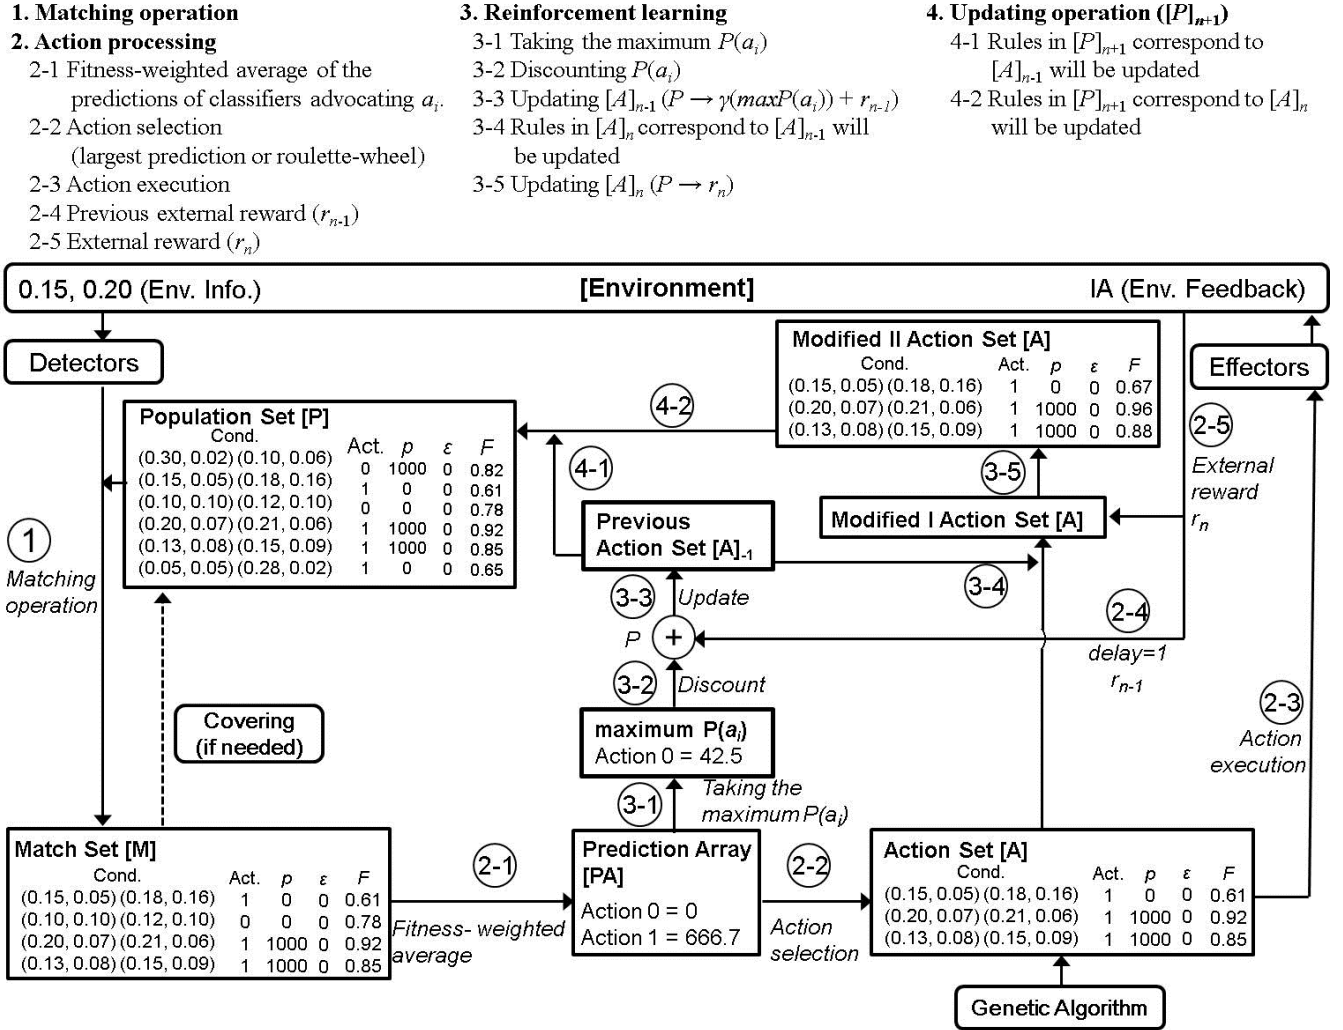 1. Matching operation
2. Action processing
2-1 Fitness-weighted average of the
predictions of classifiers advocating aᵢ.
2-2 Action selection
(largest prediction or roulette-wheel)
2-3 Action execution
2-4 Previous external reward (rₙ₋₁)
2-5 External reward (rₙ)
3. Reinforcement learning
3-1 Taking the maximum P(aᵢ)
3-2 Discounting P(aᵢ)
3-3 Updating [A]ₙ₋₁ (P → γ(maxP(aᵢ)) + rₙ₋₁)
3-4 Rules in [A]ₙ correspond to [A]ₙ₋₁ will
be updated
3-5 Updating [A]ₙ (P → rₙ)
4. Updating operation ([P]ₙ₊₁)
4-1 Rules in [P]ₙ₊₁ correspond to
[A]ₙ₋₁ will be updated
4-2 Rules in [P]ₙ₊₁ correspond to [A]ₙ
will be updated
0.15, 0.20 (Env. Info.) [Environment] IA (Env. Feedback)
Detectors
Effectors
Modified II Action Set [A]
Cond. Act. p ε F
(0.15, 0.05) (0.18, 0.16) 1 0 0 0.67
(0.20, 0.07) (0.21, 0.06) 1 1000 0 0.96
(0.13, 0.08) (0.15, 0.09) 1 1000 0 0.88
Population Set [P]
Cond. Act. p ε F
(0.30, 0.02) (0.10, 0.06) 0 1000 0 0.82
(0.15, 0.05) (0.18, 0.16) 1 0 0 0.61
(0.10, 0.10) (0.12, 0.10) 0 0 0 0.78
(0.20, 0.07) (0.21, 0.06) 1 1000 0 0.92
(0.13, 0.08) (0.15, 0.09) 1 1000 0 0.85
(0.05, 0.05) (0.28, 0.02) 1 0 0 0.65
4-2
4-1
2-5
External
reward
rₙ
3-5
Modified I Action Set [A]
Previous
Action Set [A]₋₁
1
Matching
operation
3-4
3-3
Update
P
+
2-4
delay=1
rₙ₋₁
3-2
Discount
2-3
Action
execution
Covering
(if needed)
maximum P(aᵢ)
Action 0 = 42.5
3-1
Taking the
maximum P(aᵢ)
Match Set [M]
Cond. Act. p ε F
(0.15, 0.05) (0.18, 0.16) 1 0 0 0.61
(0.10, 0.10) (0.12, 0.10) 0 0 0 0.78
(0.20, 0.07) (0.21, 0.06) 1 1000 0 0.92
(0.13, 0.08) (0.15, 0.09) 1 1000 0 0.85
2-1
Fitness- weighted
average
Prediction Array
[PA]
Action 0 = 0
Action 1 = 666.7
2-2
Action
selection
Action Set [A]
Cond. Act. p ε F
(0.15, 0.05) (0.18, 0.16) 1 0 0 0.61
(0.20, 0.07) (0.21, 0.06) 1 1000 0 0.92
(0.13, 0.08) (0.15, 0.09) 1 1000 0 0.85
Genetic Algorithm